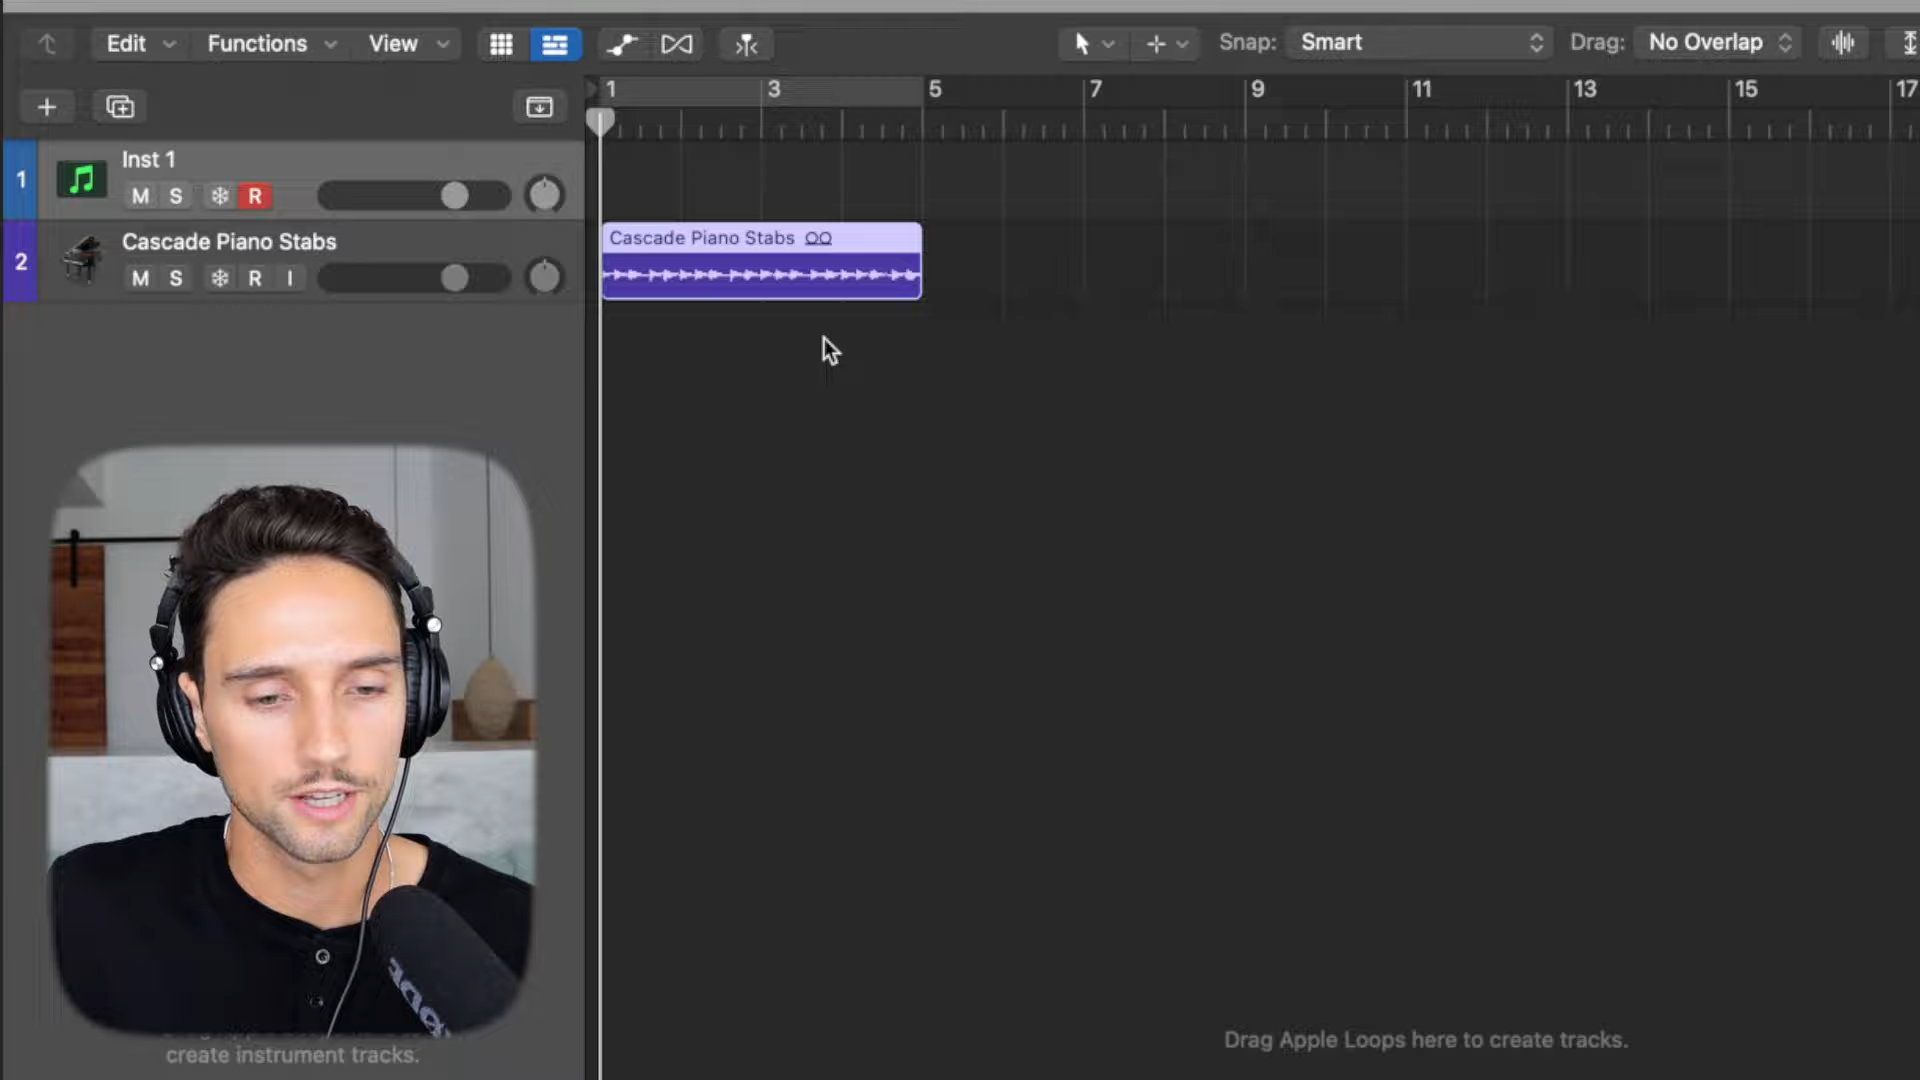 Edit Functions View Snap: Smart Drag: No Overlap
1 3 5 7 9 11 13 15 17
1 Inst 1
M S R
2 Cascade Piano Stabs
M S R I
Cascade Piano Stabs
create instrument tracks.
Drag Apple Loops here to create tracks.